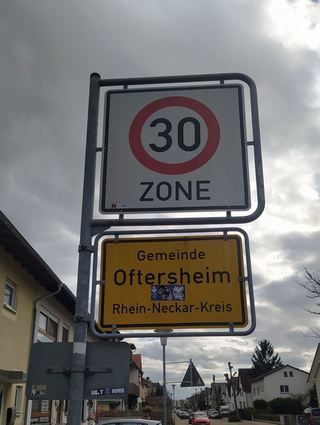 30
ZONE
Gemeinde
Oftersheim
Rhein-Neckar-Kreis